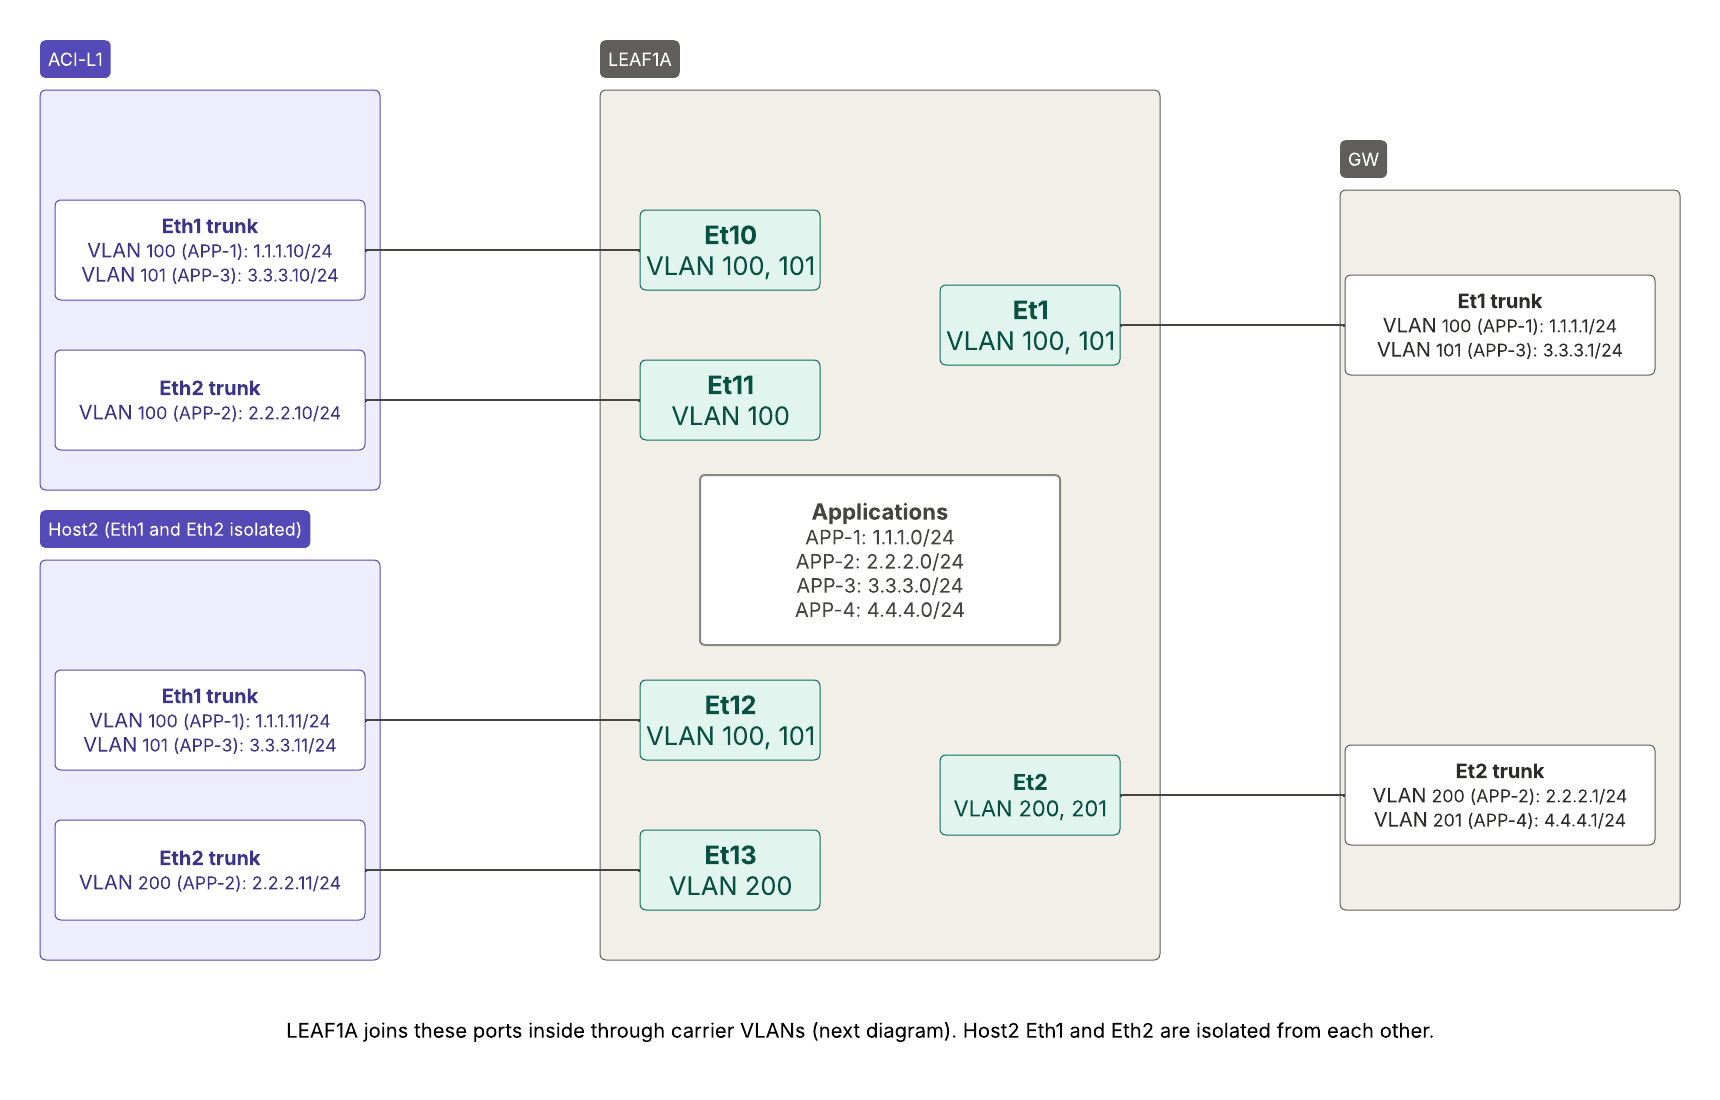 ACI-L1
LEAF1A
GW
Eth1 trunk
VLAN 100 (APP-1): 1.1.1.10/24
VLAN 101 (APP-3): 3.3.3.10/24
Et10
VLAN 100, 101
Et1
VLAN 100, 101
Et1 trunk
VLAN 100 (APP-1): 1.1.1.1/24
VLAN 101 (APP-3): 3.3.3.1/24
Eth2 trunk
VLAN 100 (APP-2): 2.2.2.10/24
Et11
VLAN 100
Applications
APP-1: 1.1.1.0/24
APP-2: 2.2.2.0/24
APP-3: 3.3.3.0/24
APP-4: 4.4.4.0/24
Host2 (Eth1 and Eth2 isolated)
Eth1 trunk
VLAN 100 (APP-1): 1.1.1.11/24
VLAN 101 (APP-3): 3.3.3.11/24
Et12
VLAN 100, 101
Et2
VLAN 200, 201
Et2 trunk
VLAN 200 (APP-2): 2.2.2.1/24
VLAN 201 (APP-4): 4.4.4.1/24
Eth2 trunk
VLAN 200 (APP-2): 2.2.2.11/24
Et13
VLAN 200
LEAF1A joins these ports inside through carrier VLANs (next diagram). Host2 Eth1 and Eth2 are isolated from each other.